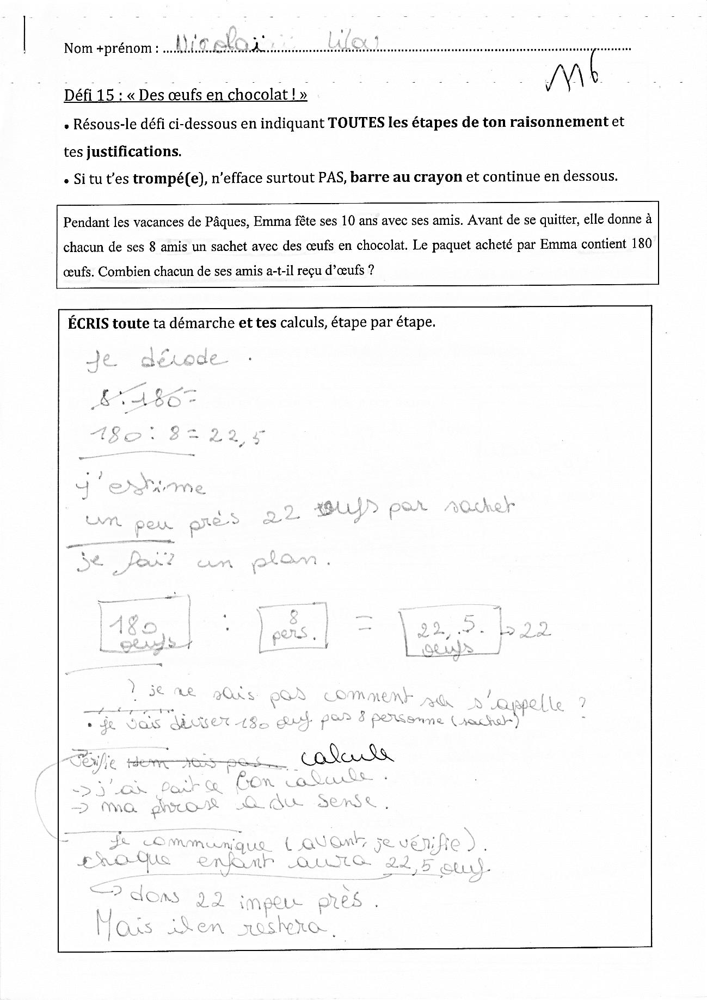 Nom +prénom : Nicolaï Lila
M6
Défi 15 : « Des œufs en chocolat ! »
• Résous-le défi ci-dessous en indiquant TOUTES les étapes de ton raisonnement et
tes justifications.
• Si tu t'es trompé(e), n'efface surtout PAS, barre au crayon et continue en dessous.
Pendant les vacances de Pâques, Emma fête ses 10 ans avec ses amis. Avant de se quitter, elle donne à
chacun de ses 8 amis un sachet avec des œufs en chocolat. Le paquet acheté par Emma contient 180
œufs. Combien chacun de ses amis a-t-il reçu d'œufs ?
ÉCRIS toute ta démarche et tes calculs, étape par étape.
Je décode.
8 : 180 =
180 : 8 = 22,5
j'estime
un peu près 22 oeufs par sachet
je fais un plan.
180 oeufs : 8 pers. = 22,5. oeufs → 22
? je ne sais pas comment sa s'appelle ?
• je vais diviser 180 oeuf pas 8 personne (sachet)
Vérifie sais pas calcule
→ j'ai fait le bon calcule.
→ ma phrase a du sense.
Je communique (avant, je vérifie).
chaque enfant aura 22,5 oeuf.
↪ dons 22 impeu près.
Mais il en restera.